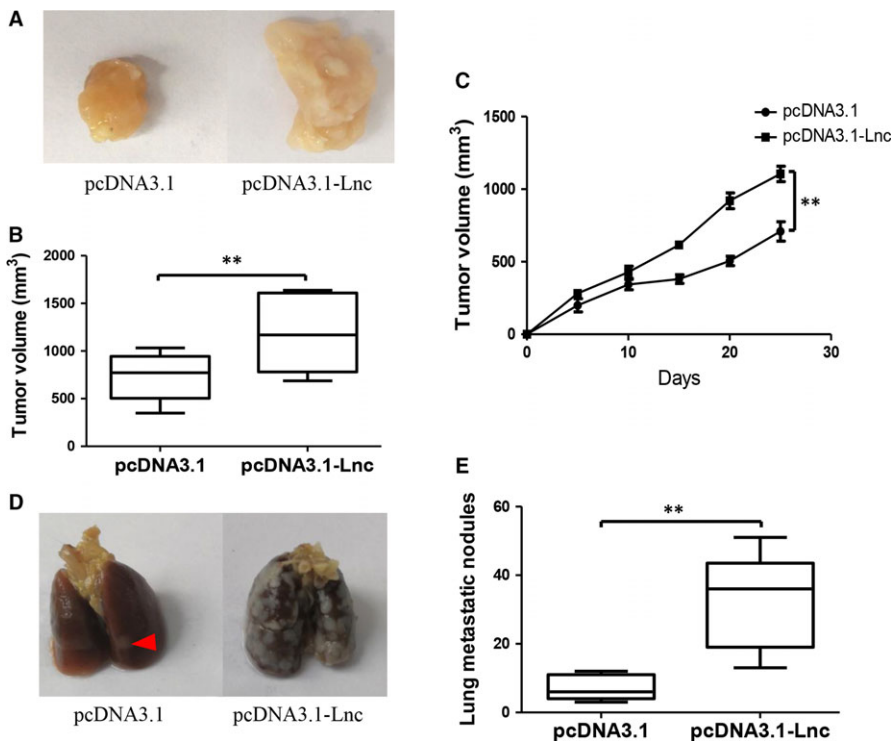 A
pcDNA3.1
pcDNA3.1-Lnc
B
Tumor volume (mm³)
2000
1500
1000
500
0
**
pcDNA3.1
pcDNA3.1-Lnc
C
Tumor volume (mm³)
1500
1000
500
0
0
10
20
30
Days
pcDNA3.1
pcDNA3.1-Lnc
**
D
pcDNA3.1
pcDNA3.1-Lnc
E
Lung metastatic nodules
60
40
20
0
**
pcDNA3.1
pcDNA3.1-Lnc